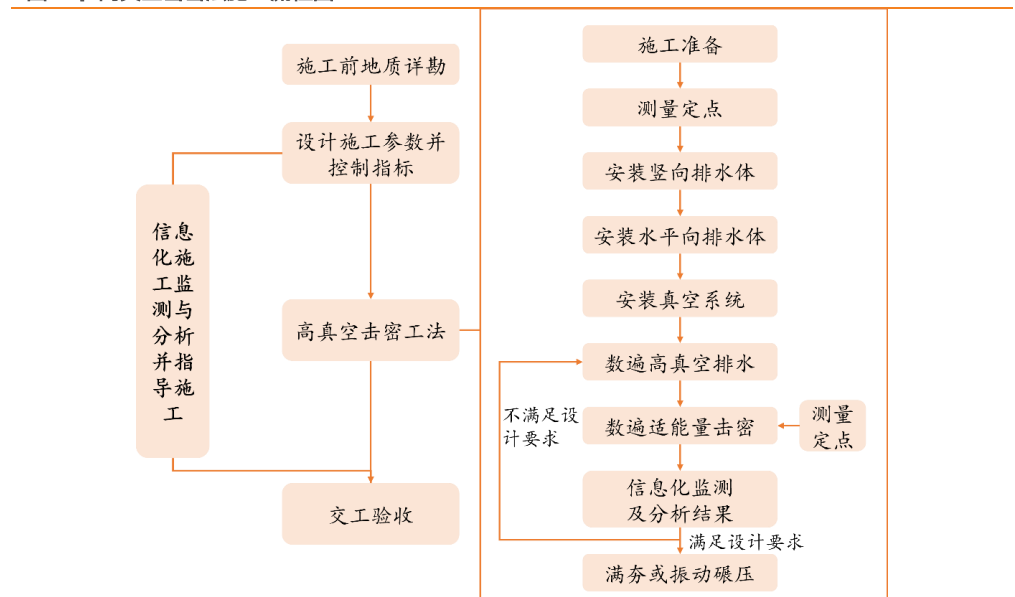 施工前地质详勘
设计施工参数并
控制指标
信息
化施
工监
测与
分析
并指
导施
工
高真空击密工法
交工验收
施工准备
测量定点
安装竖向排水体
安装水平向排水体
安装真空系统
数遍高真空排水
不满足设
计要求
数遍适能量击密
测量
定点
信息化监测
及分析结果
满足设计要求
满夯或振动碾压